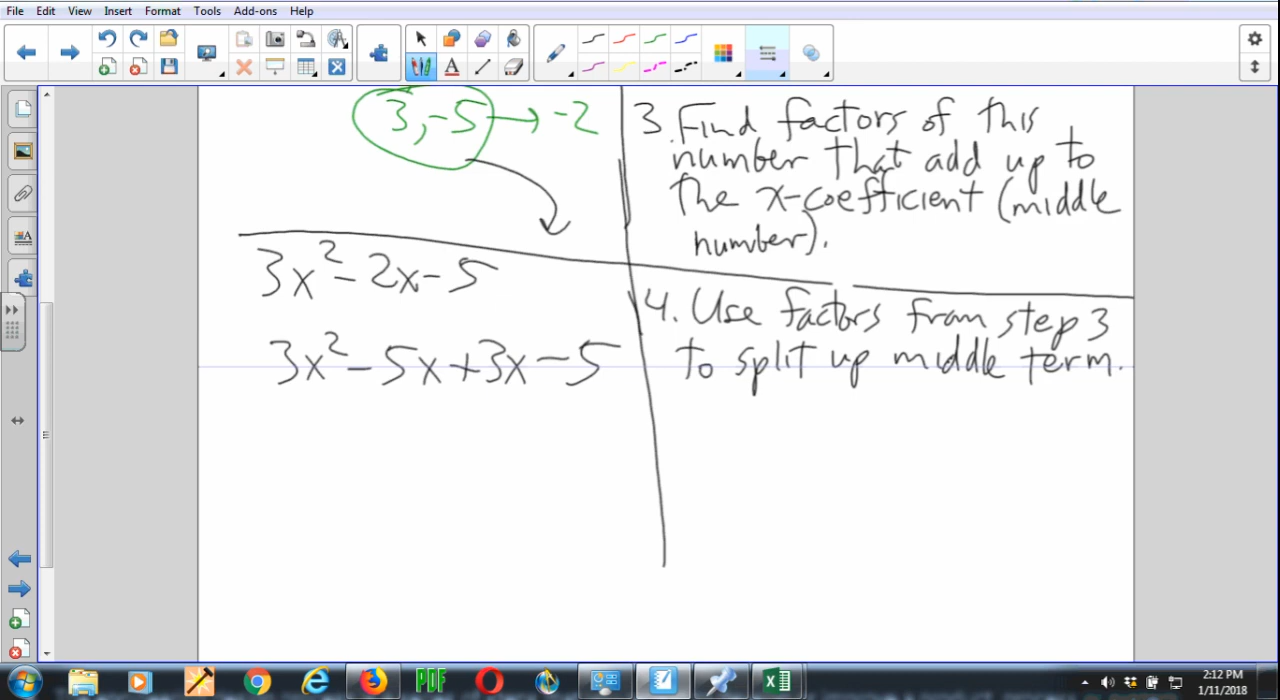 File Edit View Insert Format Tools Add-ons Help
3,-5 → -2
3. Find factors of this
number that add up to
the x-coefficient (middle
number).
3x² - 2x - 5
3x² - 5x + 3x - 5
4. Use factors from step 3
to split up middle term.
PDF
2:12 PM
1/11/2018